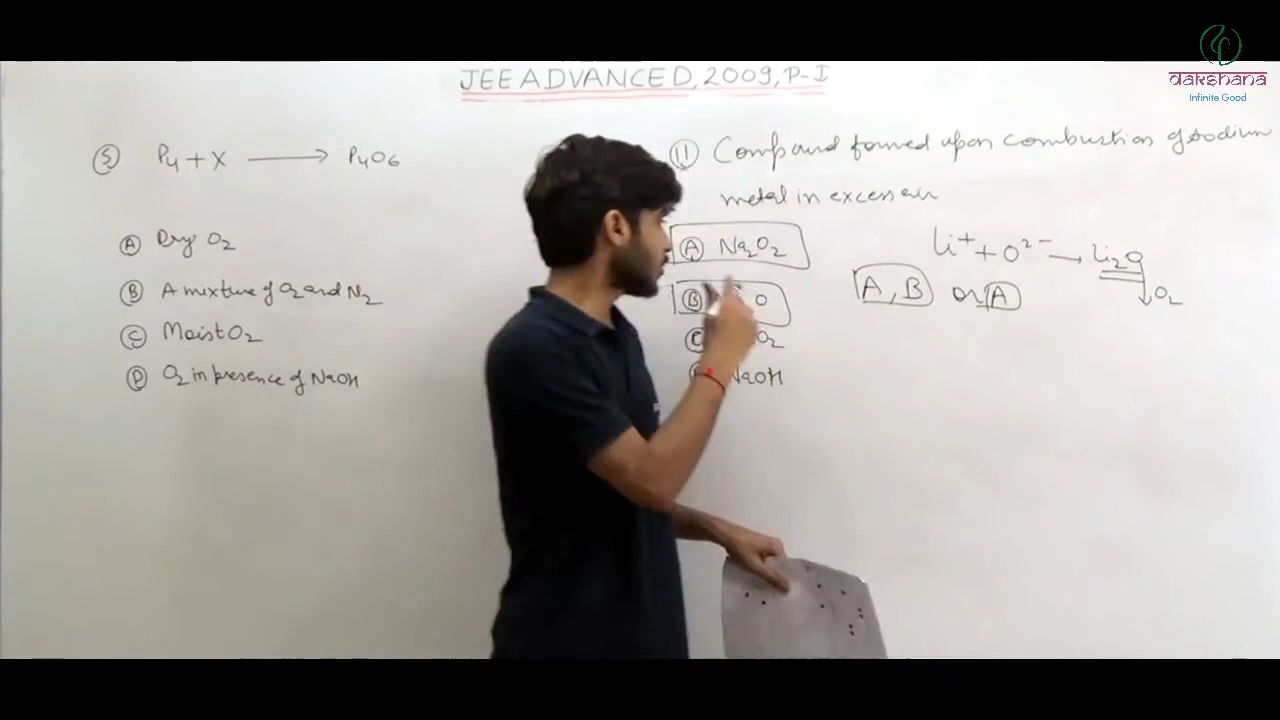 JEE ADVANCED, 2009, P-I
dakshana
Infinite Good
(5) P4 + X → P4O6
(A) Dry O2
(B) A mixture of O2 and N2
(C) Moist O2
(D) O2 in presence of NaOH
(11) Compound formed upon combustion of sodium
metal in excess air
(A) Na2O2
(B) O
(C) O2
NaOH
Li+ + O2- → Li2O
O2
A, B or A